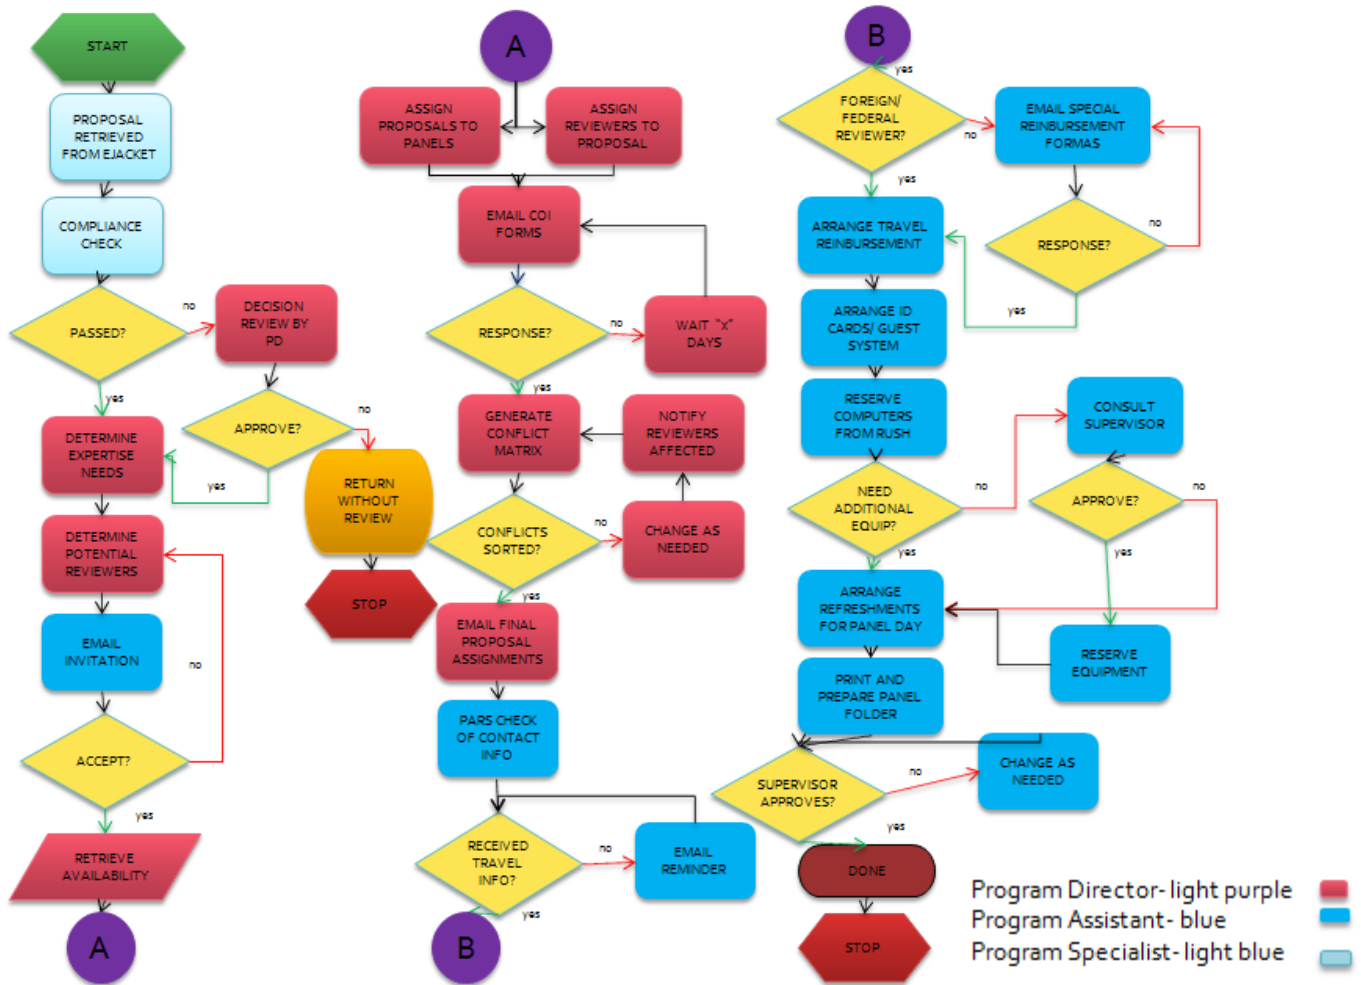 START
PROPOSAL
RETRIEVED
FROM EJACKET
COMPLIANCE
CHECK
PASSED?
no
DECISION
REVIEW BY
PD
yes
APPROVE?
no
yes
RETURN
WITHOUT
REVIEW
STOP
DETERMINE
EXPERTISE
NEEDS
DETERMINE
POTENTIAL
REVIEWERS
EMAIL
INVITATION
no
ACCEPT?
yes
RETRIEVE
AVAILABILITY
A
A
ASSIGN
PROPOSALS TO
PANELS
ASSIGN
REVIEWERS TO
PROPOSAL
EMAIL COI
FORMS
RESPONSE?
no
WAIT "X"
DAYS
yes
GENERATE
CONFLICT
MATRIX
NOTIFY
REVIEWERS
AFFECTED
CONFLICTS
SORTED?
no
CHANGE AS
NEEDED
yes
EMAIL FINAL
PROPOSAL
ASSIGNMENTS
PARS CHECK
OF CONTACT
INFO
RECEIVED
TRAVEL
INFO?
no
EMAIL
REMINDER
yes
B
B
yes
FOREIGN/
FEDERAL
REVIEWER?
no
EMAIL SPECIAL
REIMBURSEMENT
FORMAS
yes
ARRANGE TRAVEL
REIMBURSEMENT
RESPONSE?
no
yes
ARRANGE ID
CARDS/ GUEST
SYSTEM
RESERVE
COMPUTERS
FROM RUSH
CONSULT
SUPERVISOR
NEED
ADDITIONAL
EQUIP?
no
APPROVE?
no
yes
yes
ARRANGE
REFRESHMENTS
FOR PANEL DAY
RESERVE
EQUIPMENT
PRINT AND
PREPARE PANEL
FOLDER
SUPERVISOR
APPROVES?
no
CHANGE AS
NEEDED
yes
DONE
STOP
Program Director- light purple
Program Assistant- blue
Program Specialist- light blue